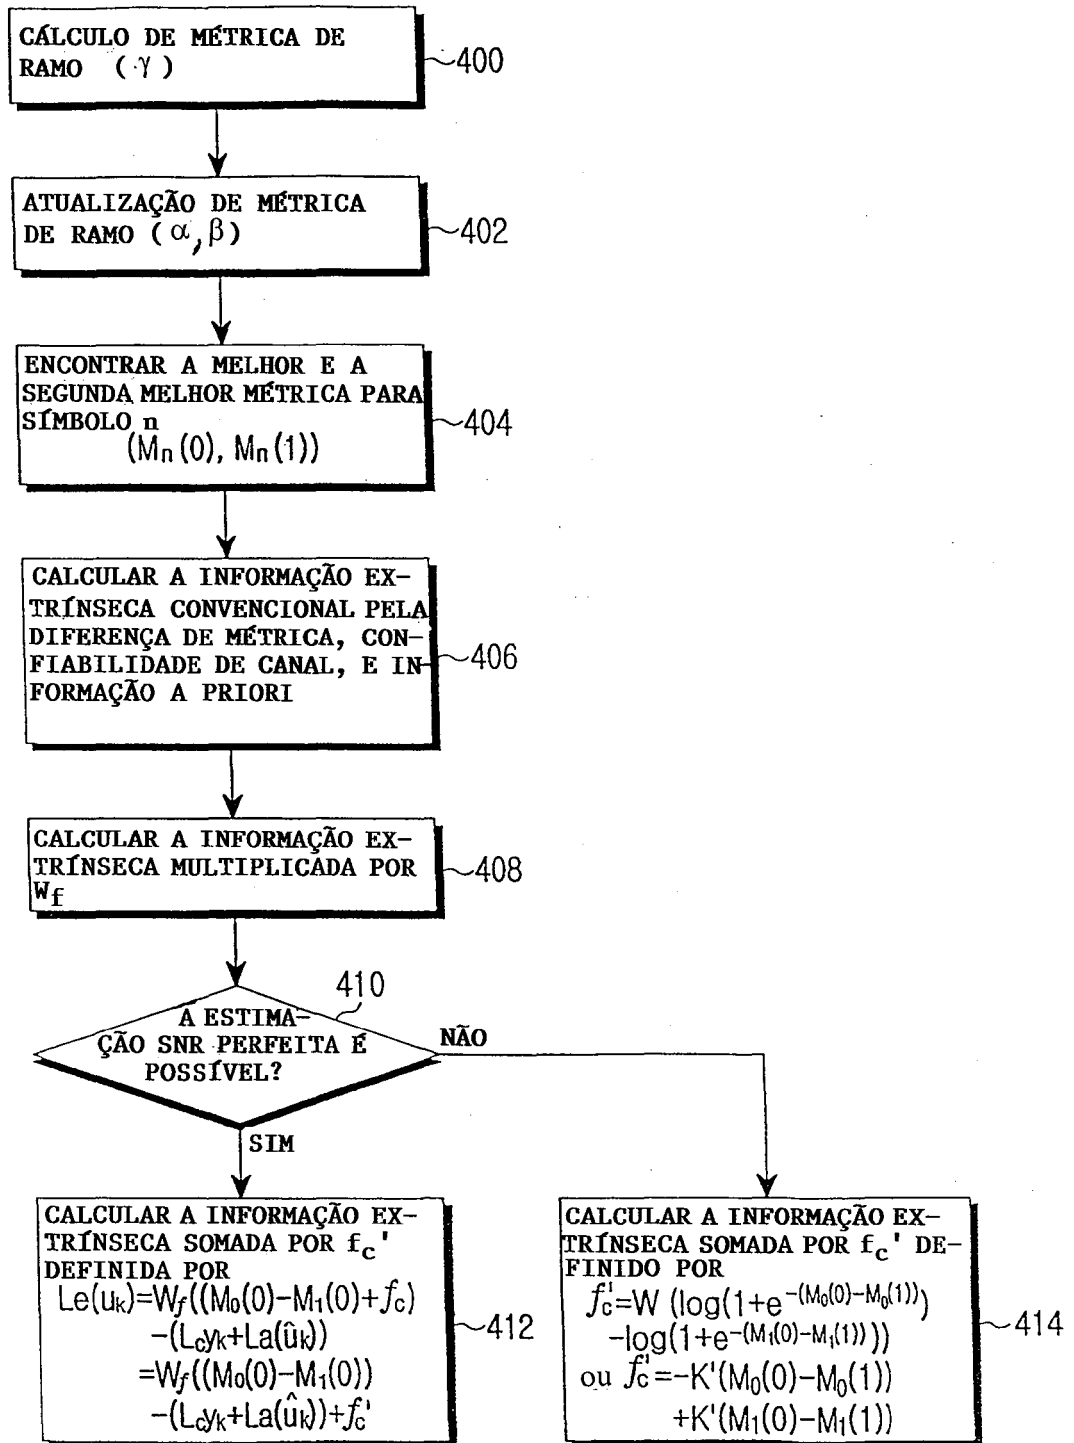 CÁLCULO DE MÉTRICA DE
RAMO (γ)
400
ATUALIZAÇÃO DE MÉTRICA
DE RAMO (α,β)
402
ENCONTRAR A MELHOR E A
SEGUNDA MELHOR MÉTRICA PARA
SÍMBOLO n
(Mn(0), Mn(1))
404
CALCULAR A INFORMAÇÃO EX-
TRÍNSECA CONVENCIONAL PELA
DIFERENÇA DE MÉTRICA, CON-
FIABILIDADE DE CANAL, E IN-
FORMAÇÃO A PRIORI
406
CALCULAR A INFORMAÇÃO EX-
TRÍNSECA MULTIPLICADA POR
Wf
408
410
A ESTIMA-
ÇÃO SNR PERFEITA É
POSSÍVEL?
NÃO
SIM
CALCULAR A INFORMAÇÃO EX-
TRÍNSECA SOMADA POR fc'
DEFINIDA POR
Le(uk)=Wf((M0(0)-M1(0)+fc)
-(Lcyk+La(ûk))
=Wf((M0(0)-M1(0))
-(Lcyk+La(ûk))+fc'
412
CALCULAR A INFORMAÇÃO EX-
TRÍNSECA SOMADA POR fc' DE-
FINIDO POR
fc'=W (log(1+e-(M0(0)-M0(1)))
-log(1+e-(M1(0)-M1(1))))
ou fc'=-K'(M0(0)-M0(1))
+K'(M1(0)-M1(1))
414